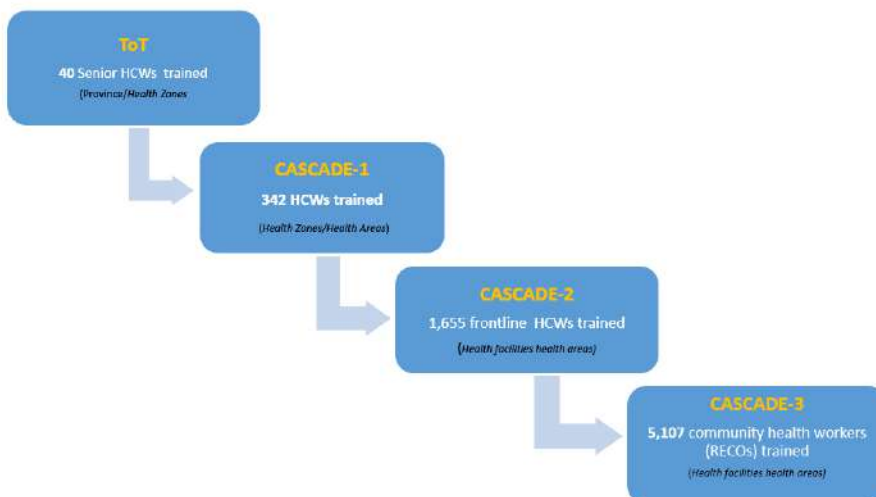 ToT
40 Senior HCWs trained
(Province/Health Zones
CASCADE-1
342 HCWs trained
(Health Zones/Health Areas)
CASCADE-2
1,655 frontline HCWs trained
(Health facilities health areas)
CASCADE-3
5,107 community health workers
(RECOs) trained
(Health facilities health areas)